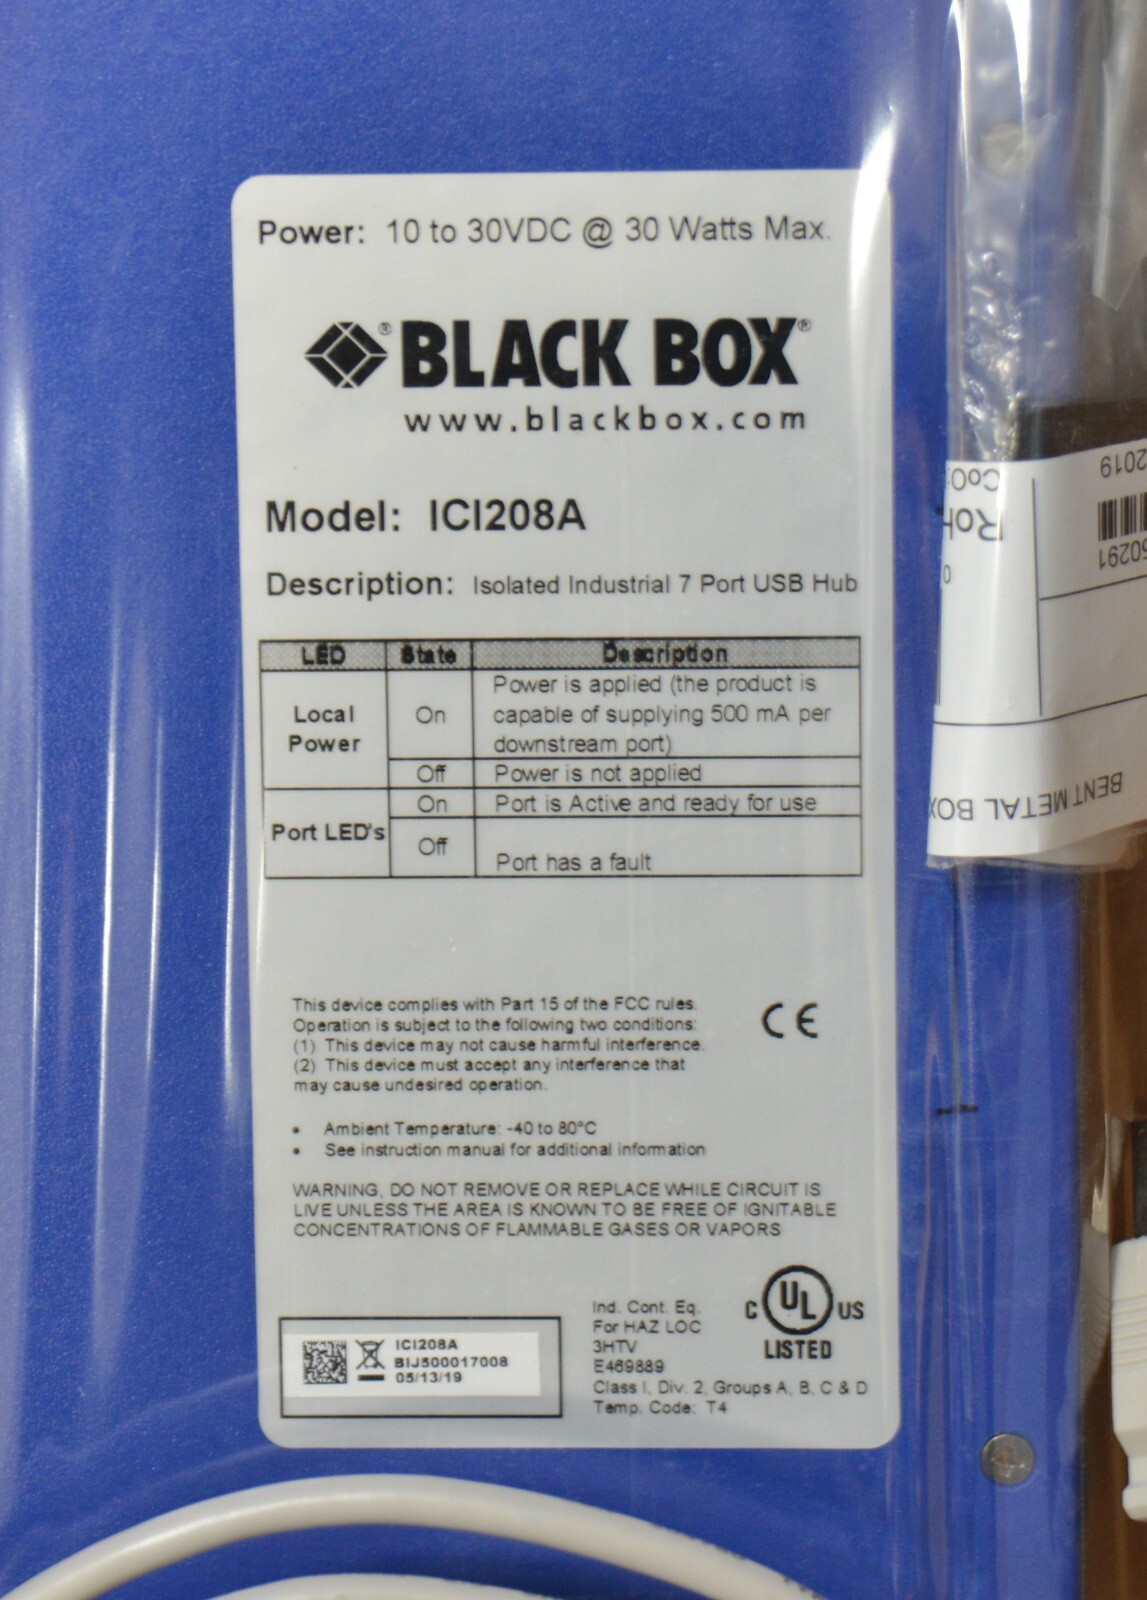 Power: 10 to 30VDC @ 30 Watts Max.
® BLACK BOX®
www.blackbox.com
Model: ICI208A
Description: Isolated Industrial 7 Port USB Hub
LED State Description
Local Power On Power is applied (the product is
capable of supplying 500 mA per
downstream port)
Off Power is not applied
Port LED's On Port is Active and ready for use
Off Port has a fault
This device complies with Part 15 of the FCC rules.
Operation is subject to the following two conditions:
(1) This device may not cause harmful interference.
(2) This device must accept any interference that
may cause undesired operation.
CE
• Ambient Temperature: -40 to 80°C
• See instruction manual for additional information
WARNING, DO NOT REMOVE OR REPLACE WHILE CIRCUIT IS
LIVE UNLESS THE AREA IS KNOWN TO BE FREE OF IGNITABLE
CONCENTRATIONS OF FLAMMABLE GASES OR VAPORS
ICI208A
BIJ500017008
05/13/19
Ind. Cont. Eq.
For HAZ LOC
3HTV
E469889
Class I, Div. 2, Groups A, B, C & D
Temp. Code: T4
C UL US
LISTED
BENT METAL BOX
2019
CoO: